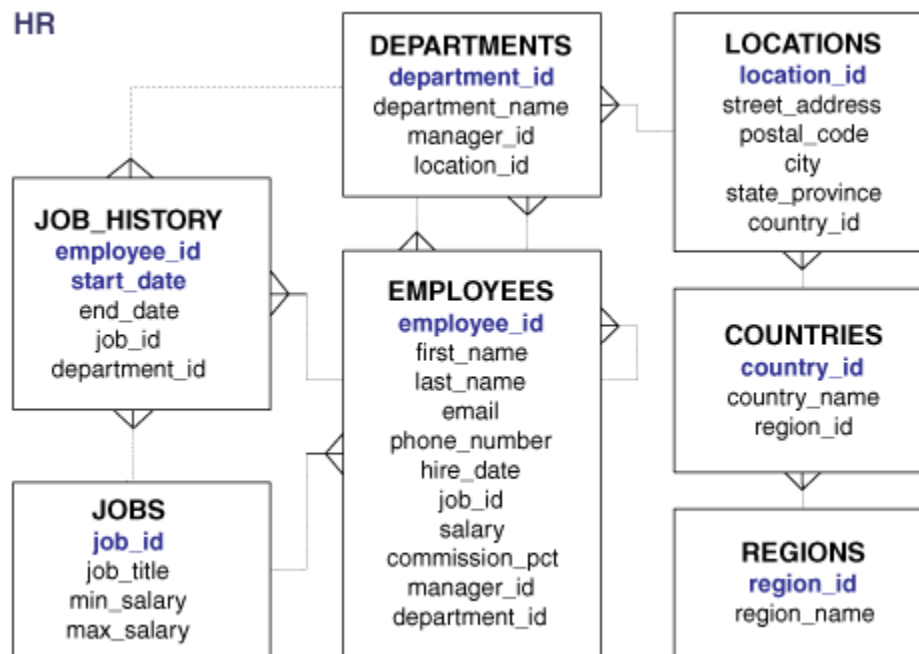 HR
DEPARTMENTS
department_id
department_name
manager_id
location_id
LOCATIONS
location_id
street_address
postal_code
city
state_province
country_id
JOB_HISTORY
employee_id
start_date
end_date
job_id
department_id
EMPLOYEES
employee_id
first_name
last_name
email
phone_number
hire_date
job_id
salary
commission_pct
manager_id
department_id
COUNTRIES
country_id
country_name
region_id
JOBS
job_id
job_title
min_salary
max_salary
REGIONS
region_id
region_name